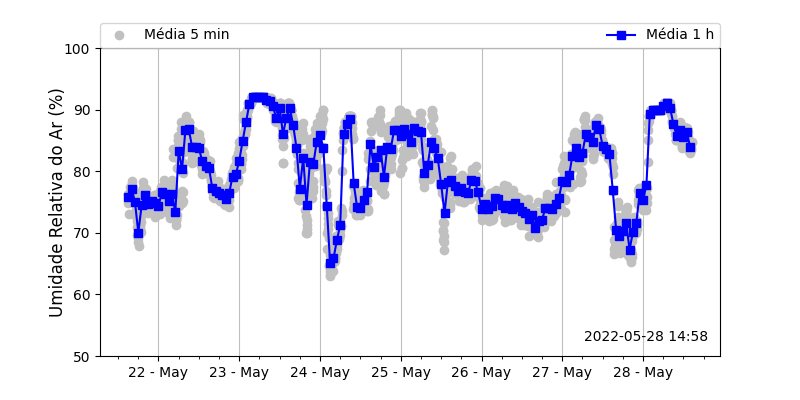 Média 5 min
Média 1 h
Umidade Relativa do Ar (%)
100
90
80
70
60
50
2022-05-28 14:58
22 - May
23 - May
24 - May
25 - May
26 - May
27 - May
28 - May